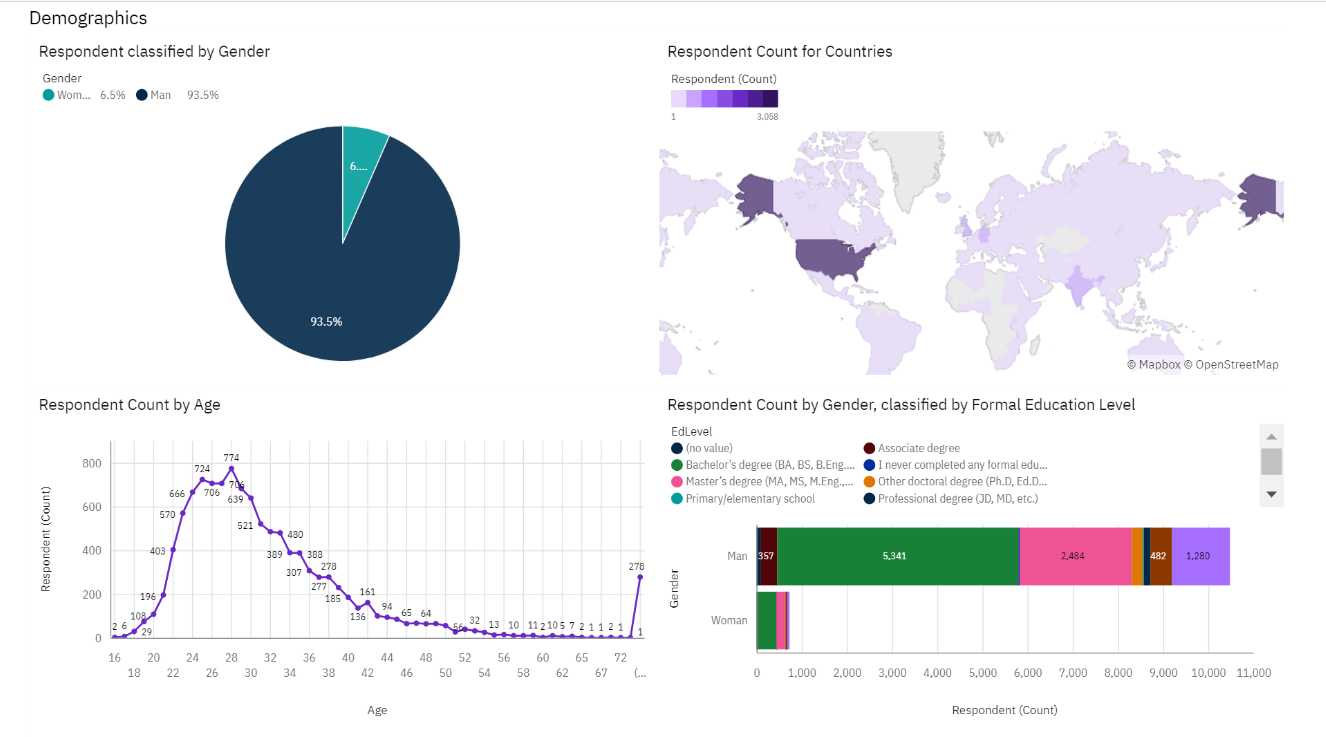 Demographics
Respondent classified by Gender
Gender
Wom... 6.5% Man 93.5%
6....
93.5%
Respondent Count for Countries
Respondent (Count)
1 3,058
© Mapbox © OpenStreetMap
Respondent Count by Age
Respondent (Count)
800
600
400
200
0
774
724
706
706
666
639
570
521
480
403
389
388
307
278
277
278
196
185
161
136
108
94
65
64
56
32
29
2 6
13
10
11 2 10 5 7 2 1 1 2 1
1
16 20 24 28 32 36 40 44 48 52 56 60 65 72
18 22 26 30 34 38 42 46 50 54 58 62 67 (...
Age
Respondent Count by Gender, classified by Formal Education Level
EdLevel
(no value) Associate degree
Bachelor’s degree (BA, BS, B.Eng.... I never completed any formal edu...
Master’s degree (MA, MS, M.Eng.,... Other doctoral degree (Ph.D, Ed.D...
Primary/elementary school Professional degree (JD, MD, etc.)
Gender
Man 357 5,341 2,484 482 1,280
Woman
0 1,000 2,000 3,000 4,000 5,000 6,000 7,000 8,000 9,000 10,000 11,000
Respondent (Count)